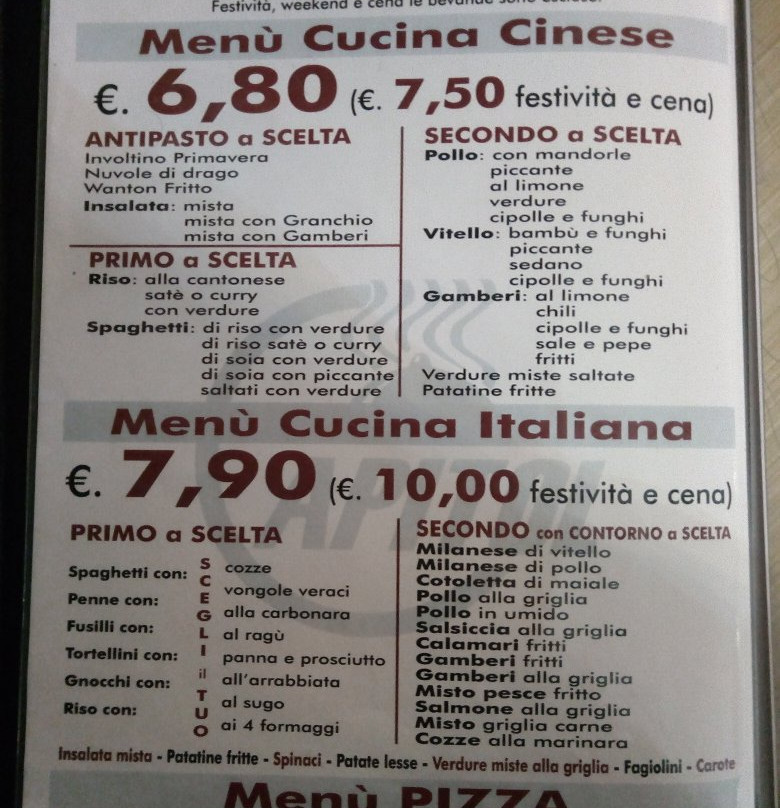 Festività, weekend e cena le bevande sono escluse.
Menù Cucina Cinese
€. 6,80 (€. 7,50 festività e cena)
ANTIPASTO a SCELTA
Involtino Primavera
Nuvole di drago
Wanton Fritto
Insalata: mista
mista con Granchio
mista con Gamberi
PRIMO a SCELTA
Riso: alla cantonese
satè o curry
con verdure
Spaghetti: di riso con verdure
di riso satè o curry
di soia con verdure
di soia con piccante
saltati con verdure
SECONDO a SCELTA
Pollo: con mandorle
piccante
al limone
verdure
cipolle e funghi
Vitello: bambù e funghi
piccante
sedano
cipolle e funghi
Gamberi: al limone
chili
cipolle e funghi
sale e pepe
fritti
Verdure miste saltate
Patatine fritte
Menù Cucina Italiana
€. 7,90 (€. 10,00 festività e cena)
CAPITOL
PRIMO a SCELTA
Spaghetti con:
Penne con:
Fusilli con:
Tortellini con:
Gnocchi con:
Riso con:
SCEGLI il TUO
cozze
vongole veraci
alla carbonara
al ragù
panna e prosciutto
all'arrabbiata
al sugo
ai 4 formaggi
SECONDO con CONTORNO a SCELTA
Milanese di vitello
Milanese di pollo
Cotoletta di maiale
Pollo alla griglia
Pollo in umido
Salsiccia alla griglia
Calamari fritti
Gamberi fritti
Gamberi alla griglia
Misto pesce fritto
Salmone alla griglia
Misto griglia carne
Cozze alla marinara
Insalata mista - Patatine fritte - Spinaci - Patate lesse - Verdure miste alla griglia - Fagiolini - Carote
Menù PIZZA